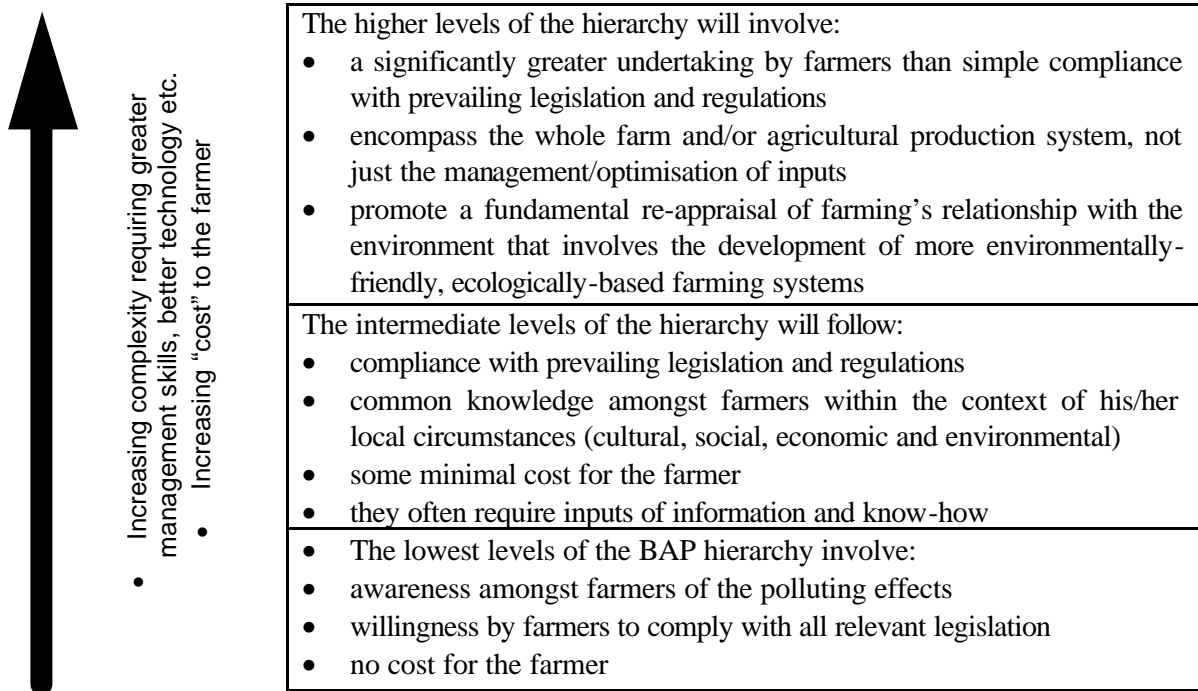 • Increasing complexity requiring greater
management skills, better technology etc.
• Increasing “cost” to the farmer
The higher levels of the hierarchy will involve:
• a significantly greater undertaking by farmers than simple compliance
with prevailing legislation and regulations
• encompass the whole farm and/or agricultural production system, not
just the management/optimisation of inputs
• promote a fundamental re-appraisal of farming’s relationship with the
environment that involves the development of more environmentally-
friendly, ecologically-based farming systems
The intermediate levels of the hierarchy will follow:
• compliance with prevailing legislation and regulations
• common knowledge amongst farmers within the context of his/her
local circumstances (cultural, social, economic and environmental)
• some minimal cost for the farmer
• they often require inputs of information and know-how
• The lowest levels of the BAP hierarchy involve:
• awareness amongst farmers of the polluting effects
• willingness by farmers to comply with all relevant legislation
• no cost for the farmer